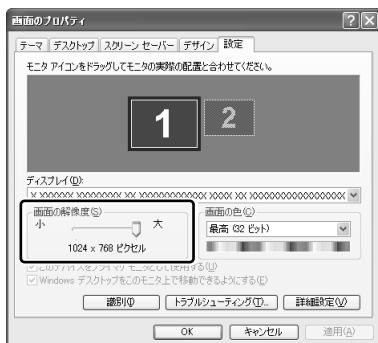 画面のプロパティ
テーマ デスクトップ スクリーン セーバー デザイン 設定
モニタ アイコンをドラッグしてモニタの実際の配置と合わせてください。
1
2
ディスプレイ(D):
X XXXXXXX XXXXXXXX XX XXXXXXXXXXXX XXXX XX XXXXXXXXXXXXXXXX
画面の解像度(S)
小 大
1024 x 768 ピクセル
画面の色(C)
最高 (32 ビット)
このデバイスをプライマリ モニタとして使用する(U)
Windows デスクトップをこのモニタ上で移動できるようにする(E)
識別(I) トラブルシューティング(T)... 詳細設定(V)
OK キャンセル 適用(A)